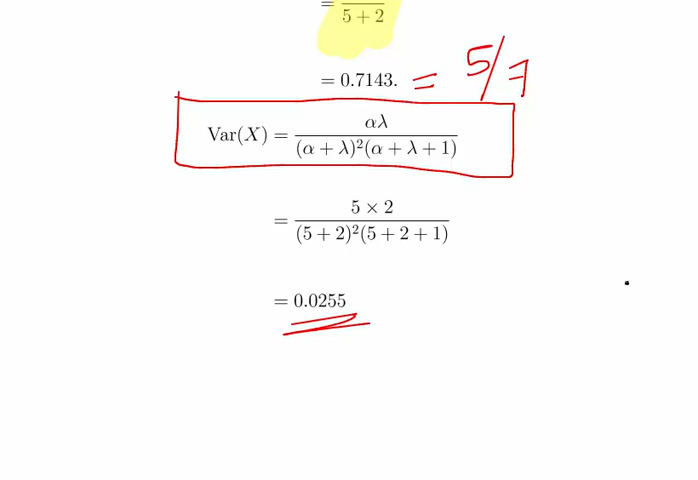 = 
5 + 2
= 0.7143. = 5/7
Var(X) = αλ / (α + λ)²(α + λ + 1)
= 5 × 2 / (5 + 2)²(5 + 2 + 1)
= 0.0255